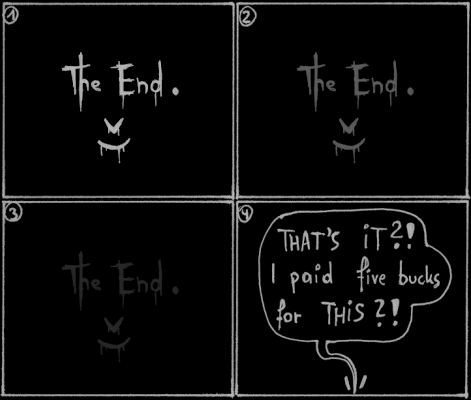 1
The End.
2
The End.
3
The End.
4
THAT'S iT?!
I paid five bucks
for THiS?!